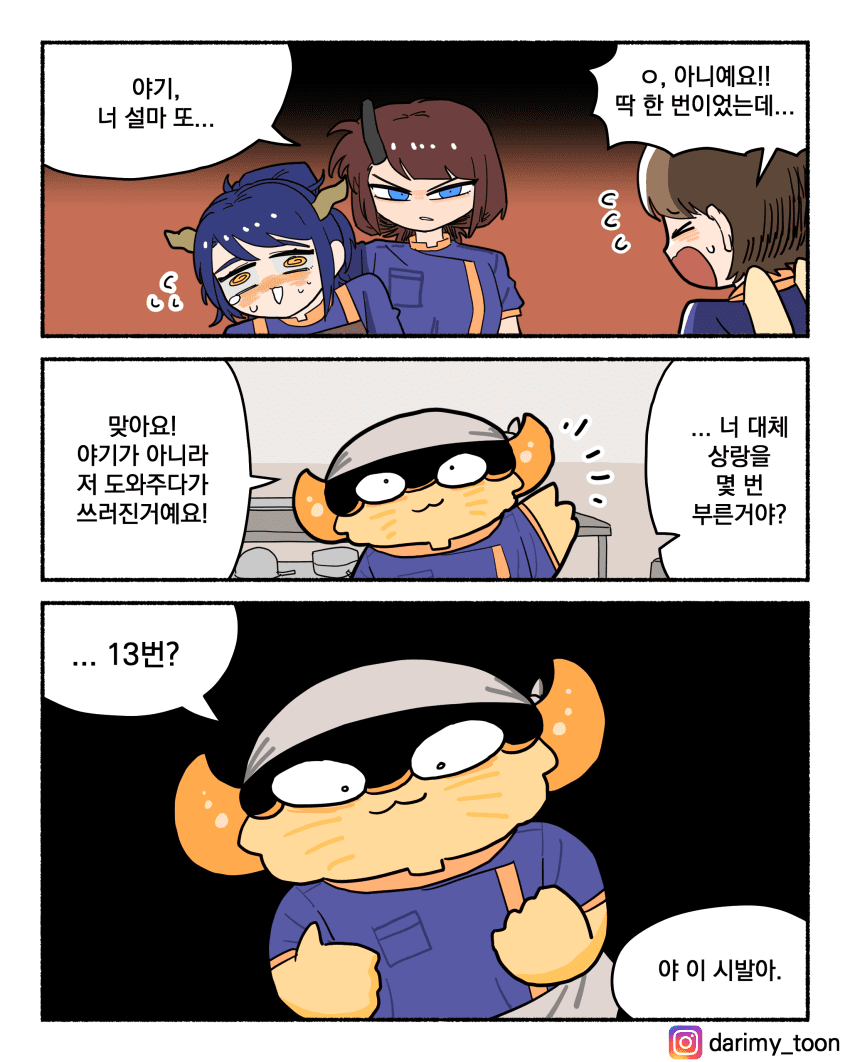 야기,
너 설마 또...
ㅇ, 아니예요!!
딱 한 번이었는데...
맞아요!
야기가 아니라
저 도와주다가
쓰러진거예요!
... 너 대체
상랑을
몇 번
부른거야?
... 13번?
야 이 시발아.
darimy_toon